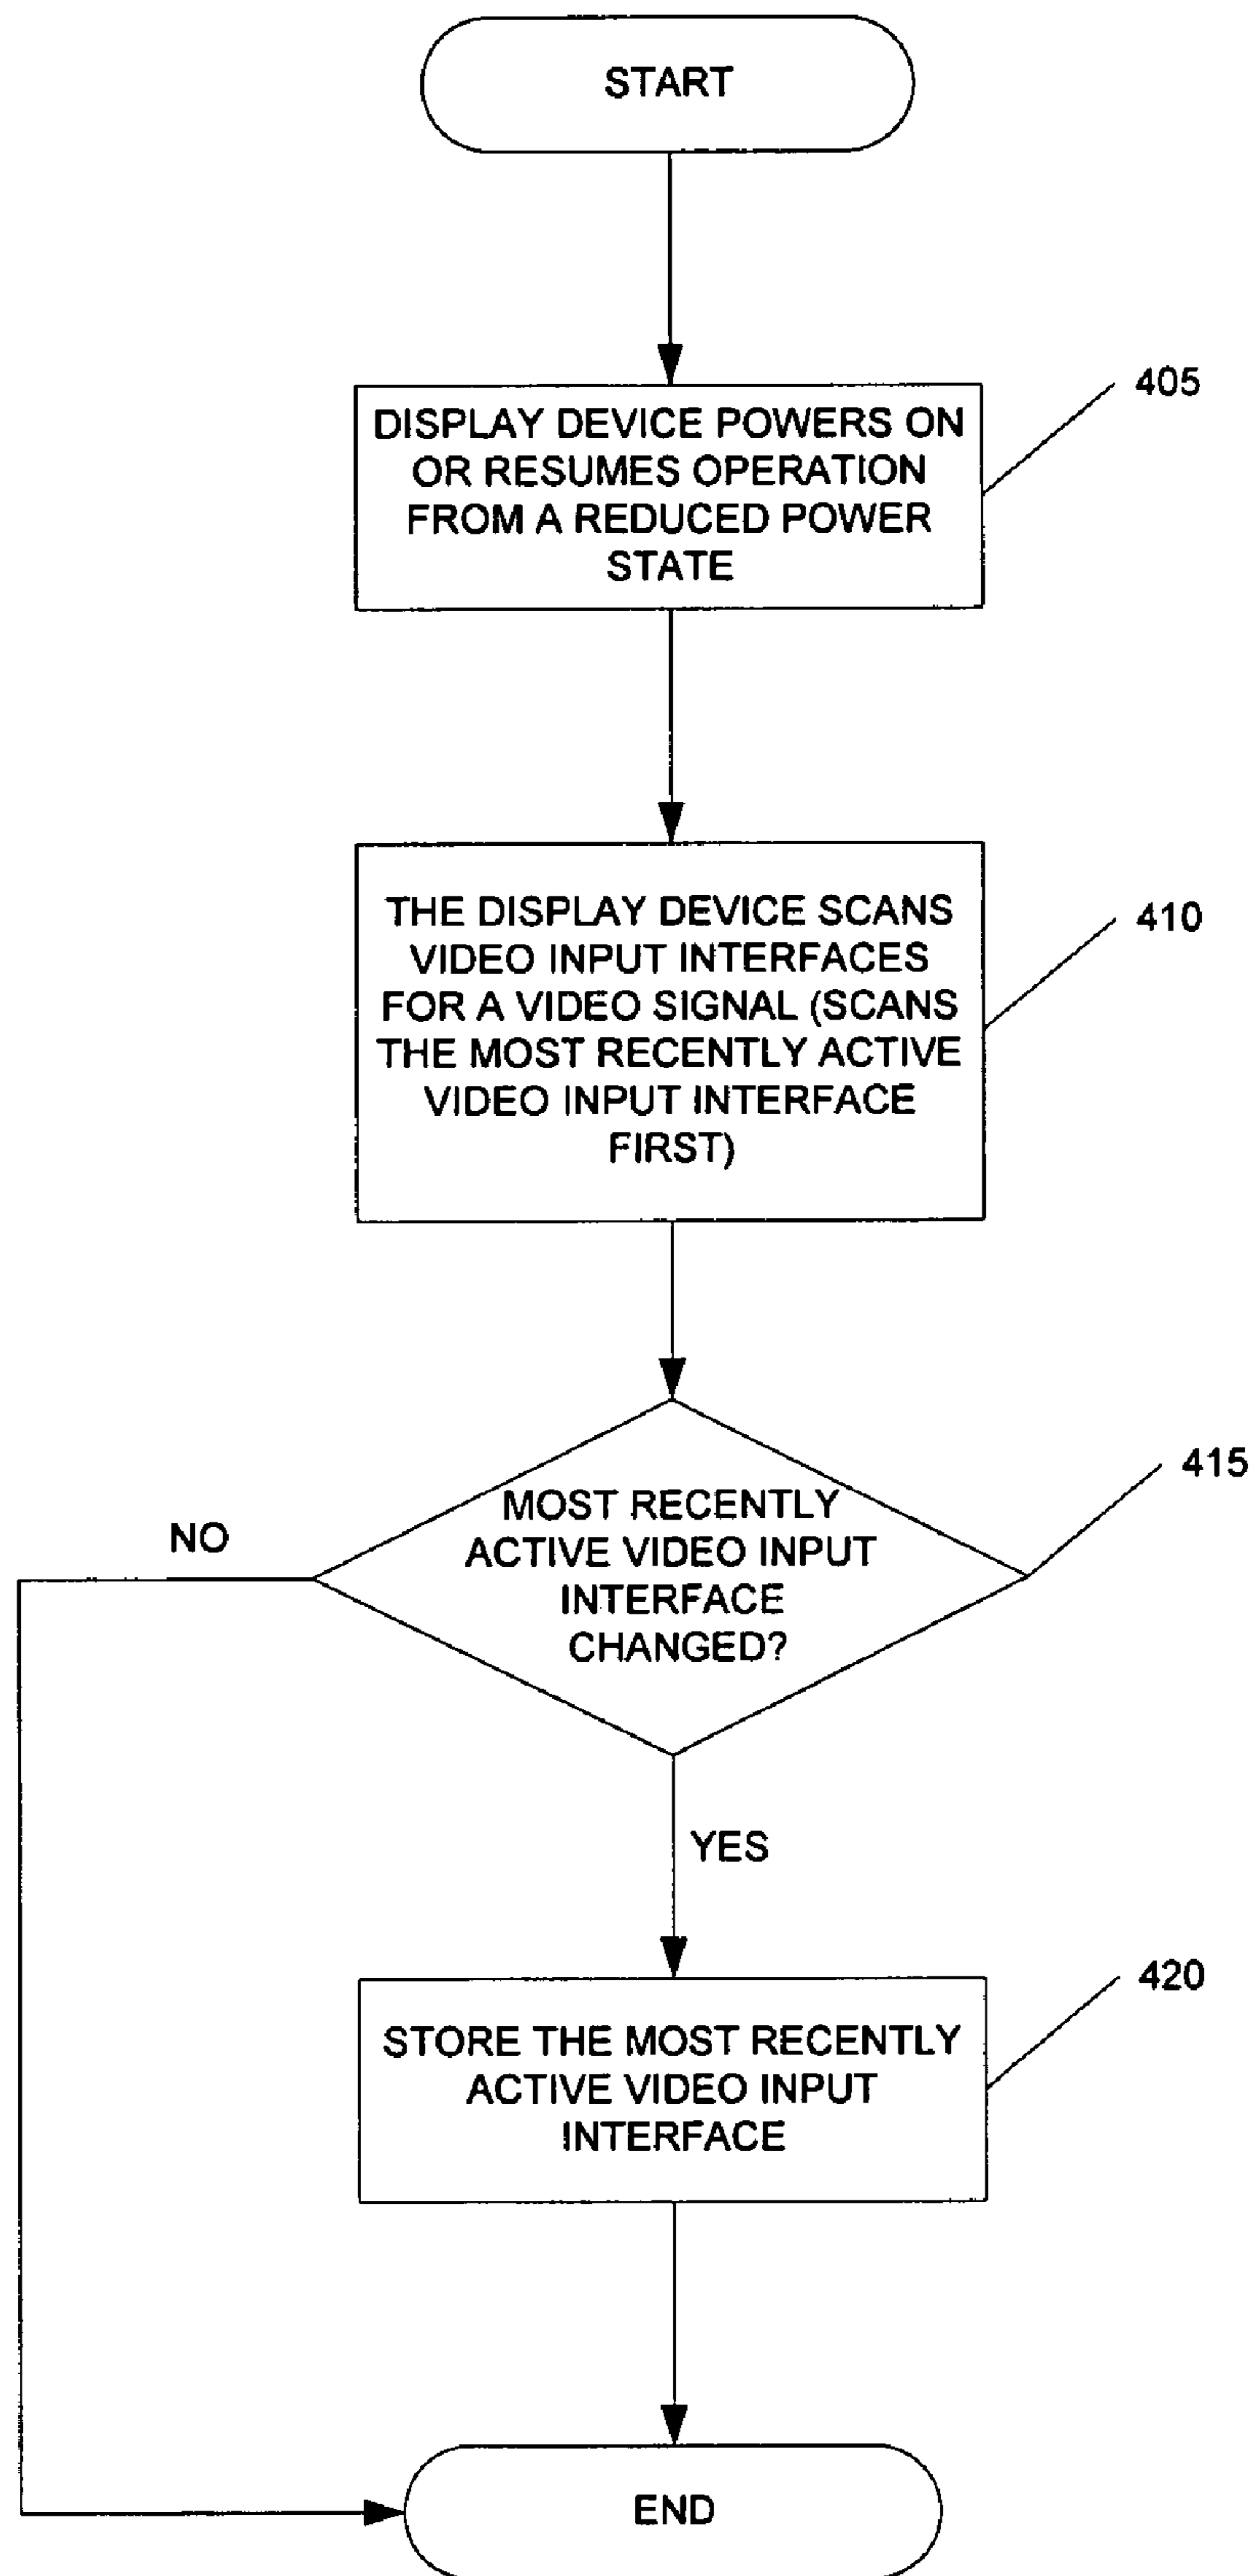 START
DISPLAY DEVICE POWERS ON
OR RESUMES OPERATION
FROM A REDUCED POWER
STATE
405
THE DISPLAY DEVICE SCANS
VIDEO INPUT INTERFACES
FOR A VIDEO SIGNAL (SCANS
THE MOST RECENTLY ACTIVE
VIDEO INPUT INTERFACE
FIRST)
410
MOST RECENTLY
ACTIVE VIDEO INPUT
INTERFACE
CHANGED?
415
NO
YES
STORE THE MOST RECENTLY
ACTIVE VIDEO INPUT
INTERFACE
420
END